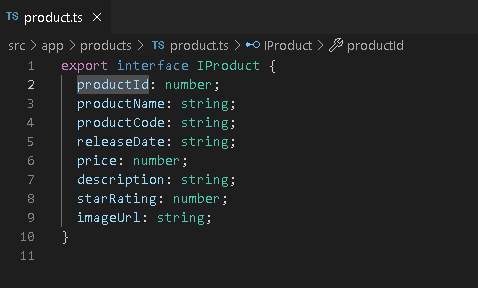 TS product.ts ×
src > app > products > TS product.ts > IProduct > productId
1 export interface IProduct {
2 productId: number;
3 productName: string;
4 productCode: string;
5 releaseDate: string;
6 price: number;
7 description: string;
8 starRating: number;
9 imageUrl: string;
10 }
11